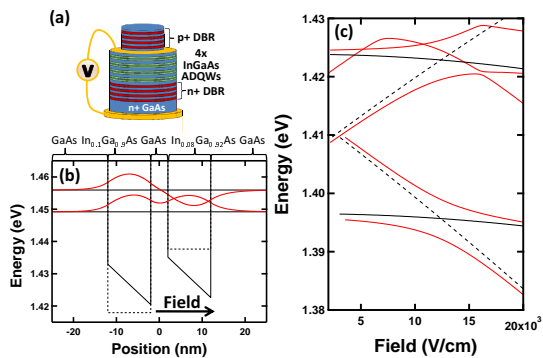 (a)
p+ DBR
4x
InGaAs
ADQWs
n+ DBR
n+ GaAs
V
GaAs In0.1Ga0.9As GaAs In0.08Ga0.92As GaAs
(b)
1.46
1.45
1.44
1.43
1.42
Energy (eV)
Field
-20 -10 0 10 20
Position (nm)
(c)
1.43
1.42
1.41
1.40
1.39
1.38
Energy (eV)
5 10 15 20x10³
Field (V/cm)